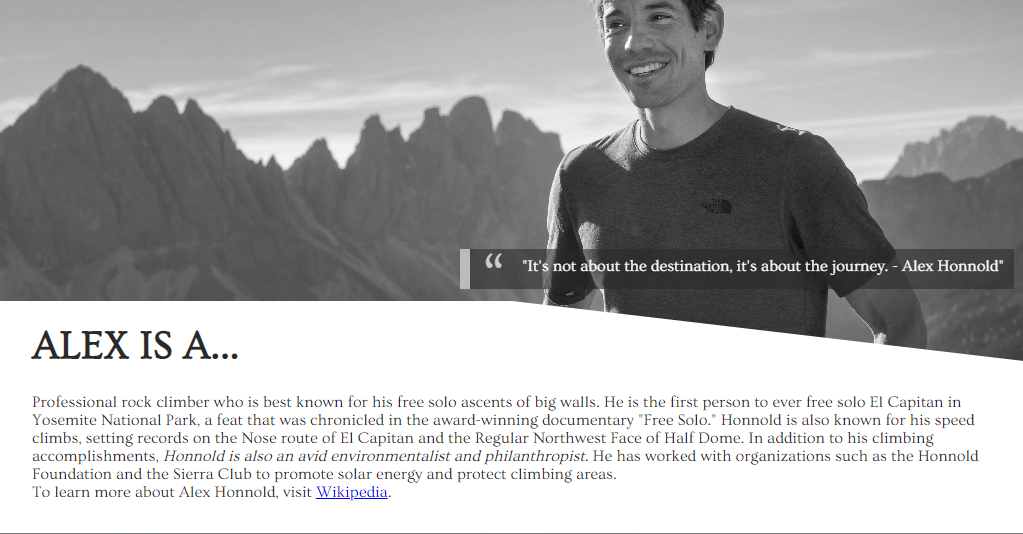 THE
NORTH
FACE
“ "It's not about the destination, it's about the journey. - Alex Honnold"
ALEX IS A...
Professional rock climber who is best known for his free solo ascents of big walls. He is the first person to ever free solo El Capitan in
Yosemite National Park, a feat that was chronicled in the award-winning documentary "Free Solo." Honnold is also known for his speed
climbs, setting records on the Nose route of El Capitan and the Regular Northwest Face of Half Dome. In addition to his climbing
accomplishments, Honnold is also an avid environmentalist and philanthropist. He has worked with organizations such as the Honnold
Foundation and the Sierra Club to promote solar energy and protect climbing areas.
To learn more about Alex Honnold, visit Wikipedia.